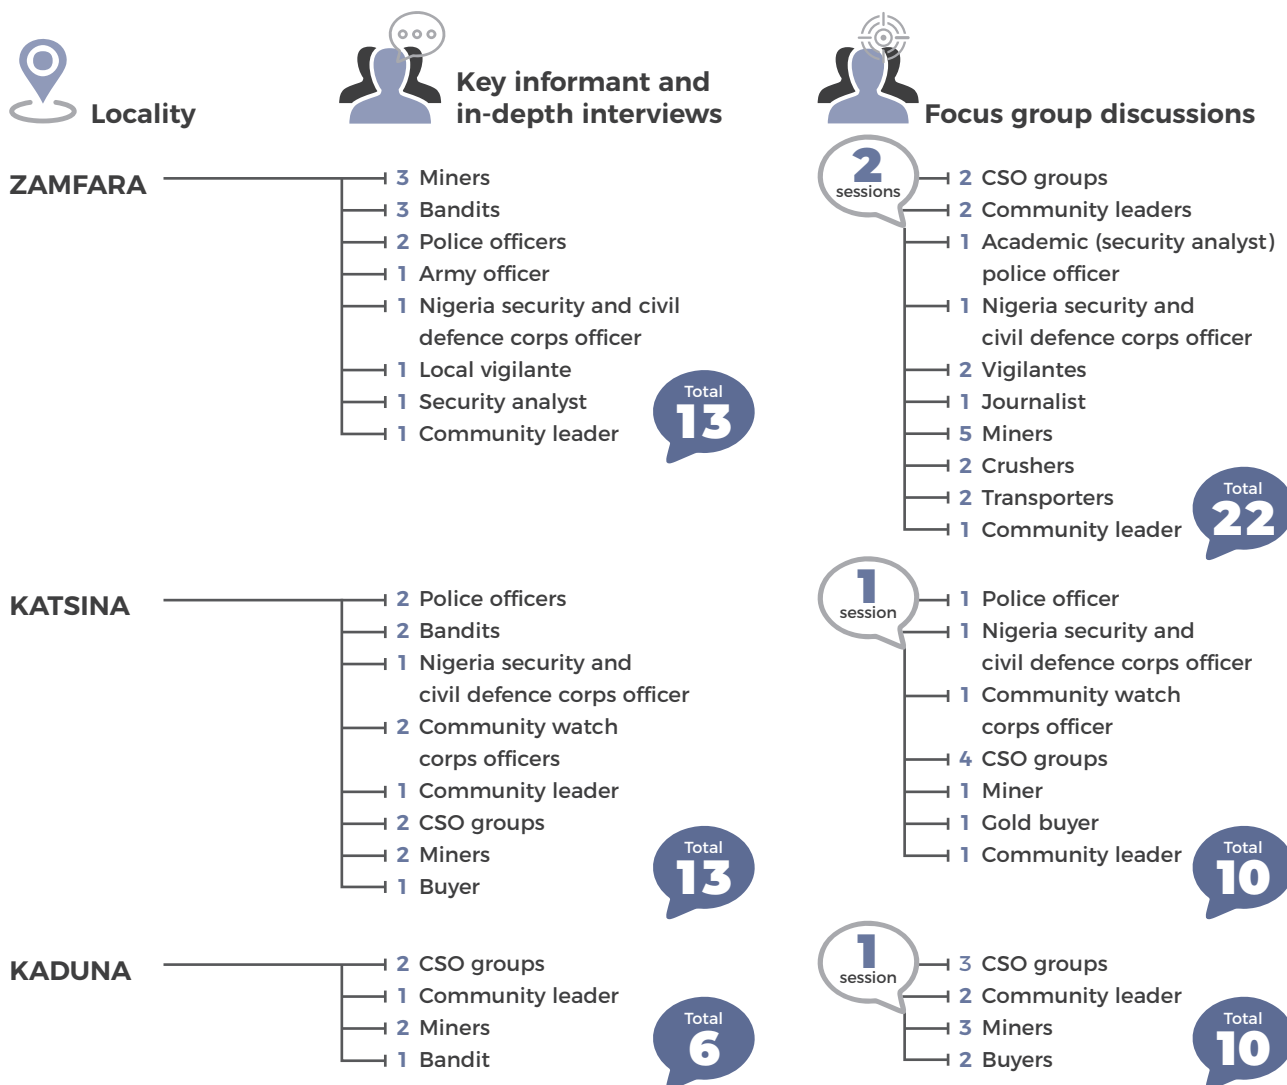 Locality
Key informant and
in-depth interviews
Focus group discussions
ZAMFARA
3 Miners
3 Bandits
2 Police officers
1 Army officer
1 Nigeria security and civil
defence corps officer
1 Local vigilante
1 Security analyst
1 Community leader
Total
13
2
sessions
2 CSO groups
2 Community leaders
1 Academic (security analyst)
police officer
1 Nigeria security and
civil defence corps officer
2 Vigilantes
1 Journalist
5 Miners
2 Crushers
2 Transporters
1 Community leader
Total
22
KATSINA
2 Police officers
2 Bandits
1 Nigeria security and
civil defence corps officer
2 Community watch
corps officers
1 Community leader
2 CSO groups
2 Miners
1 Buyer
Total
13
1
session
1 Police officer
1 Nigeria security and
civil defence corps officer
1 Community watch
corps officer
4 CSO groups
1 Miner
1 Gold buyer
1 Community leader
Total
10
KADUNA
2 CSO groups
1 Community leader
2 Miners
1 Bandit
Total
6
1
session
3 CSO groups
2 Community leader
3 Miners
2 Buyers
Total
10